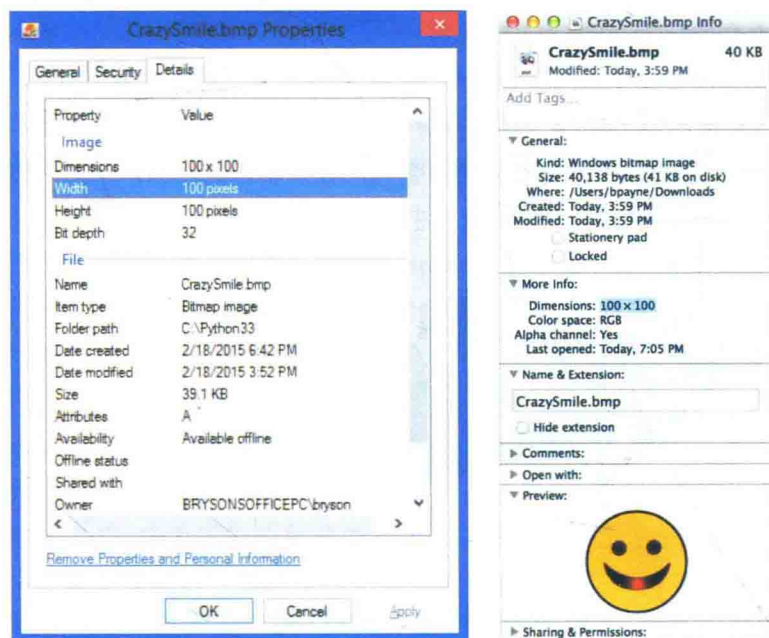 CrazySmile.bmp Properties
General Security Details
Property Value
Image
Dimensions 100 x 100
Width 100 pixels
Height 100 pixels
Bit depth 32
File
Name CrazySmile.bmp
Item type Bitmap image
Folder path C:\Python33
Date created 2/18/2015 6:42 PM
Date modified 2/18/2015 3:52 PM
Size 39.1 KB
Attributes A
Availability Available offline
Offline status
Shared with
Owner BRYSONSOFFICEPC\bryson
Remove Properties and Personal Information
OK Cancel Apply
CrazySmile.bmp Info
CrazySmile.bmp 40 KB
Modified: Today, 3:59 PM
Add Tags...
General:
Kind: Windows bitmap image
Size: 40,138 bytes (41 KB on disk)
Where: /Users/bpayne/Downloads
Created: Today, 3:59 PM
Modified: Today, 3:59 PM
Stationery pad
Locked
More Info:
Dimensions: 100 × 100
Color space: RGB
Alpha channel: Yes
Last opened: Today, 7:05 PM
Name & Extension:
CrazySmile.bmp
Hide extension
Comments:
Open with:
Preview:
Sharing & Permissions: